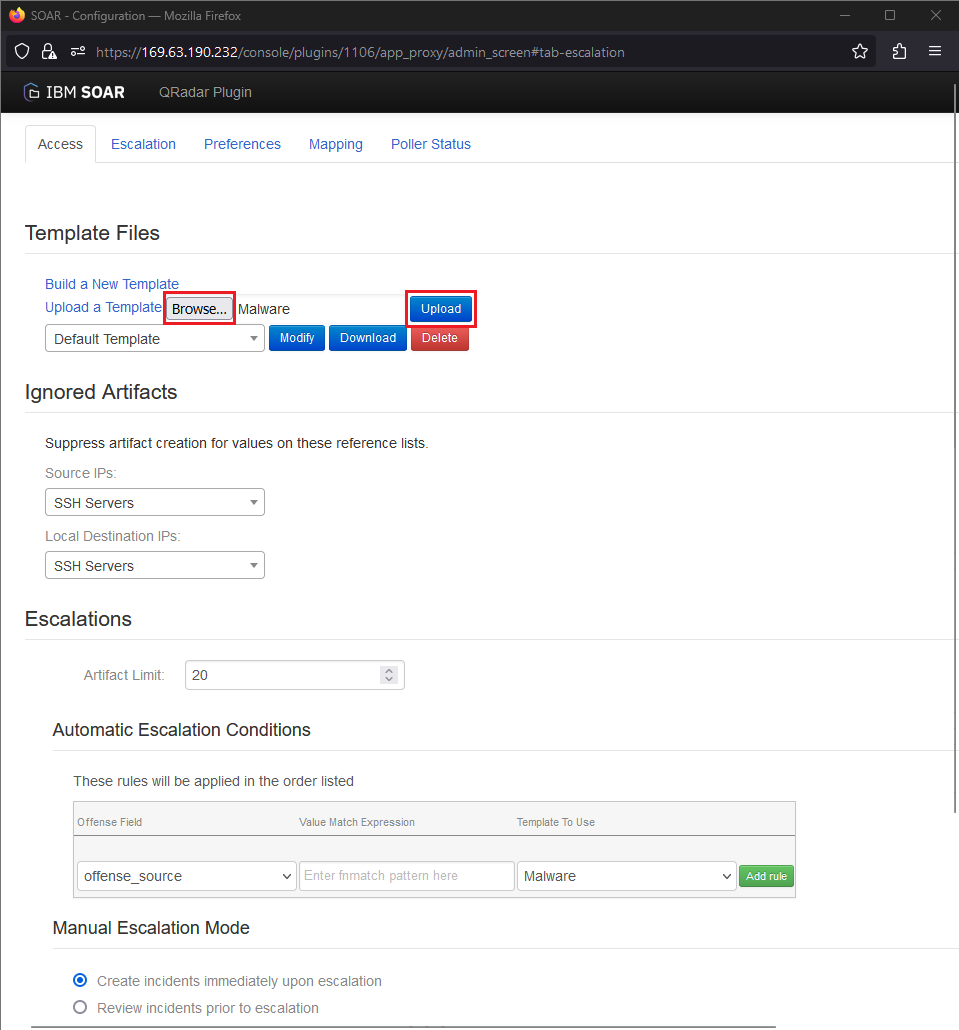 SOAR - Configuration — Mozilla Firefox
https://169.63.190.232/console/plugins/1106/app_proxy/admin_screen#tab-escalation
IBM SOAR QRadar Plugin
Access Escalation Preferences Mapping Poller Status
Template Files
Build a New Template
Upload a Template Browse... Malware Upload
Default Template Modify Download Delete
Ignored Artifacts
Suppress artifact creation for values on these reference lists.
Source IPs:
SSH Servers
Local Destination IPs:
SSH Servers
Escalations
Artifact Limit: 20
Automatic Escalation Conditions
These rules will be applied in the order listed
Offense Field Value Match Expression Template To Use
offense_source Enter fnmatch pattern here Malware Add rule
Manual Escalation Mode
Create incidents immediately upon escalation
Review incidents prior to escalation